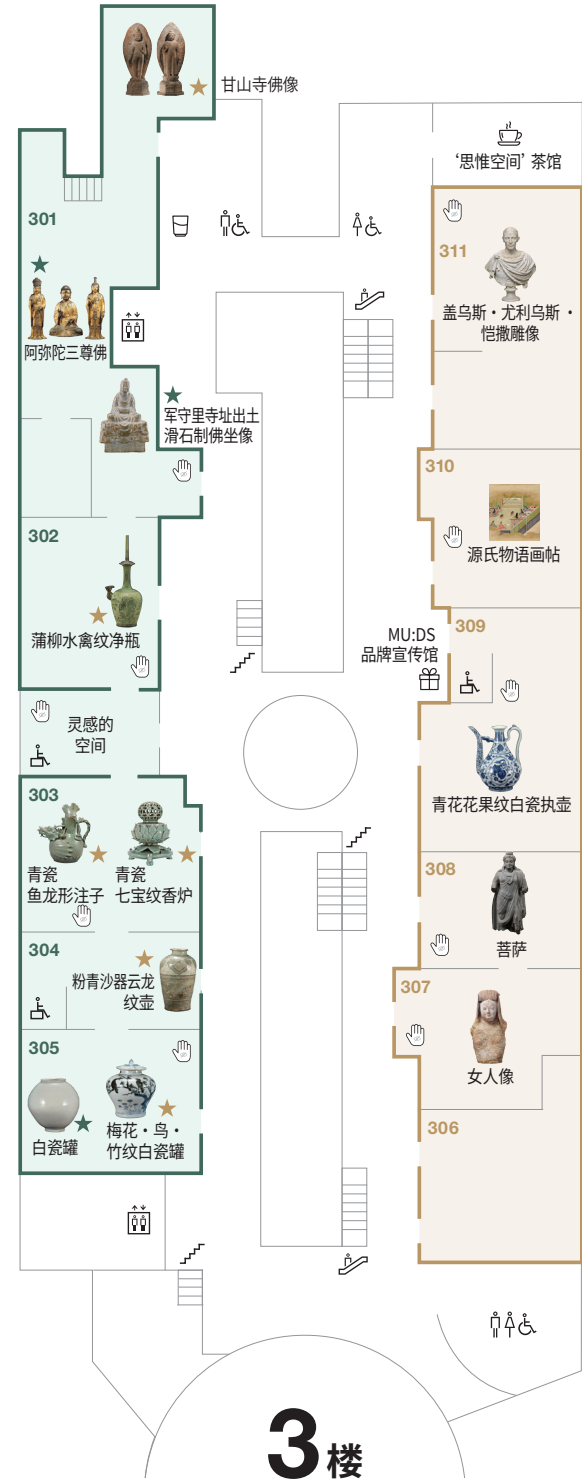 甘山寺佛像
‘思惟空间’ 茶馆
301
阿弥陀三尊佛
军守里寺址出土
滑石制佛坐像
311
盖乌斯・尤利乌斯・
恺撒雕像
310
源氏物语画帖
302
蒲柳水禽纹净瓶
MU:DS
品牌宣传馆
309
青花花果纹白瓷执壶
灵感的
空间
303
青瓷
鱼龙形注子
青瓷
七宝纹香炉
308
菩萨
304
粉青沙器云龙
纹壶
307
女人像
305
白瓷罐
梅花・鸟・
竹纹白瓷罐
306
3楼